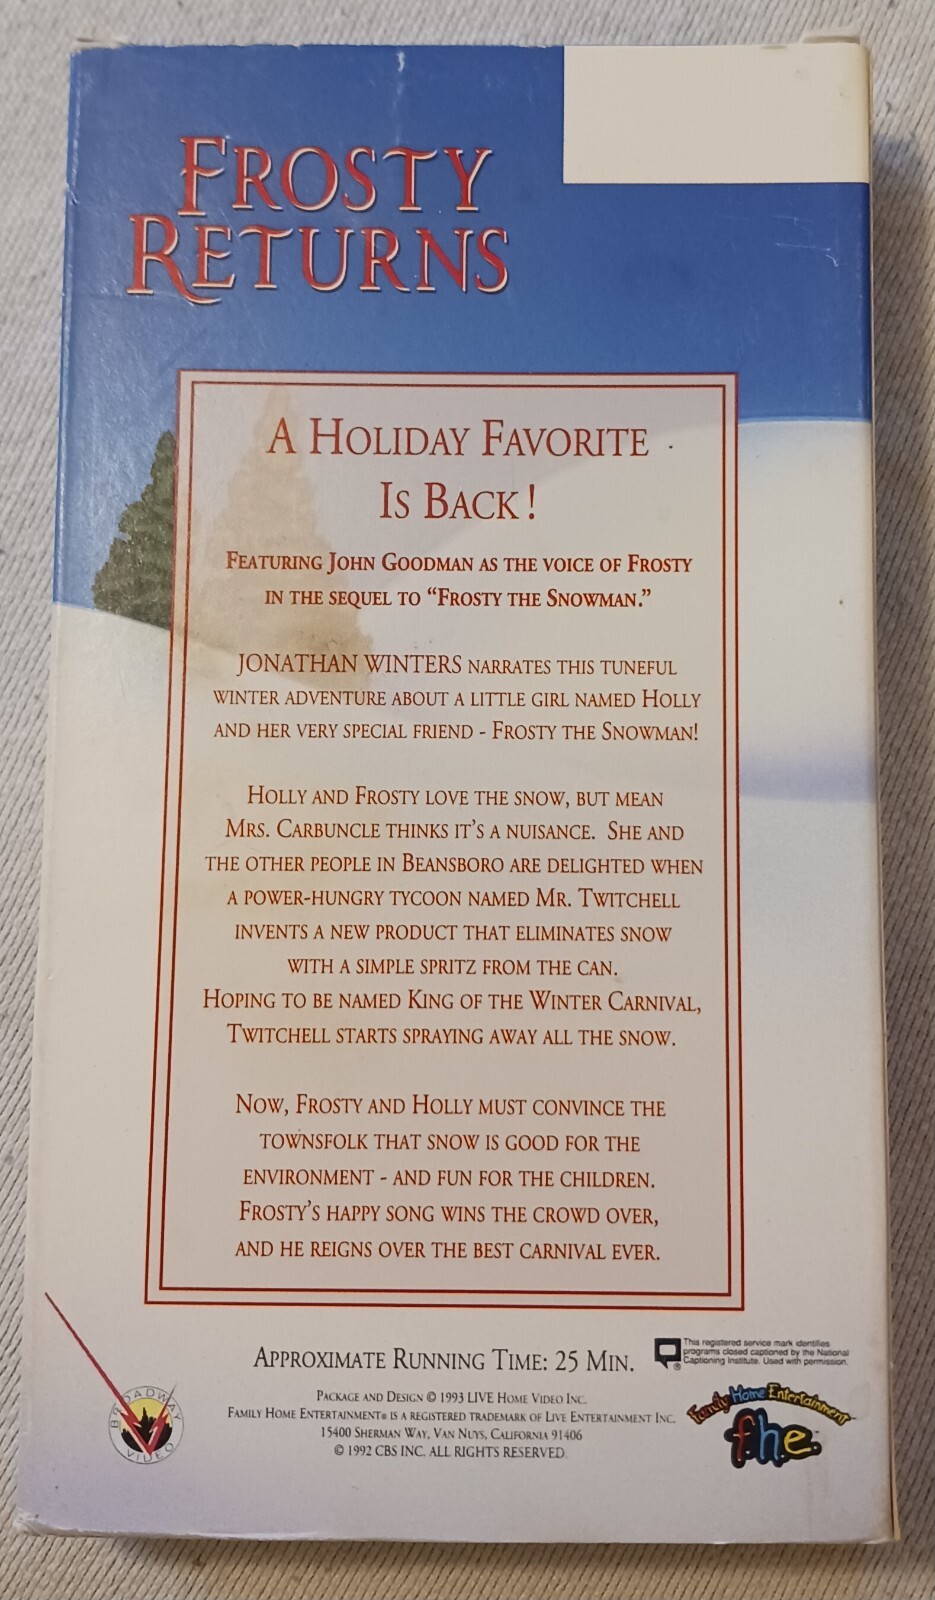 FROSTY
RETURNS
A HOLIDAY FAVORITE
IS BACK!
FEATURING JOHN GOODMAN AS THE VOICE OF FROSTY
IN THE SEQUEL TO “FROSTY THE SNOWMAN.”
JONATHAN WINTERS NARRATES THIS TUNEFUL
WINTER ADVENTURE ABOUT A LITTLE GIRL NAMED HOLLY
AND HER VERY SPECIAL FRIEND - FROSTY THE SNOWMAN!
HOLLY AND FROSTY LOVE THE SNOW, BUT MEAN
MRS. CARBUNCLE THINKS IT'S A NUISANCE. SHE AND
THE OTHER PEOPLE IN BEANSBORO ARE DELIGHTED WHEN
A POWER-HUNGRY TYCOON NAMED MR. TWITCHELL
INVENTS A NEW PRODUCT THAT ELIMINATES SNOW
WITH A SIMPLE SPRITZ FROM THE CAN.
HOPING TO BE NAMED KING OF THE WINTER CARNIVAL,
TWITCHELL STARTS SPRAYING AWAY ALL THE SNOW.
NOW, FROSTY AND HOLLY MUST CONVINCE THE
TOWNSFOLK THAT SNOW IS GOOD FOR THE
ENVIRONMENT - AND FUN FOR THE CHILDREN.
FROSTY'S HAPPY SONG WINS THE CROWD OVER,
AND HE REIGNS OVER THE BEST CARNIVAL EVER.
APPROXIMATE RUNNING TIME: 25 MIN.
This registered service mark identifies
programs closed captioned by the National
Captioning Institute. Used with permission.
®
BROADWAY
VIDEO
PACKAGE AND DESIGN © 1993 LIVE HOME VIDEO INC.
FAMILY HOME ENTERTAINMENT® IS A REGISTERED TRADEMARK OF LIVE ENTERTAINMENT INC.
15400 SHERMAN WAY, VAN NUYS, CALIFORNIA 91406
© 1992 CBS INC. ALL RIGHTS RESERVED.
Family Home Entertainment
f.h.e.™